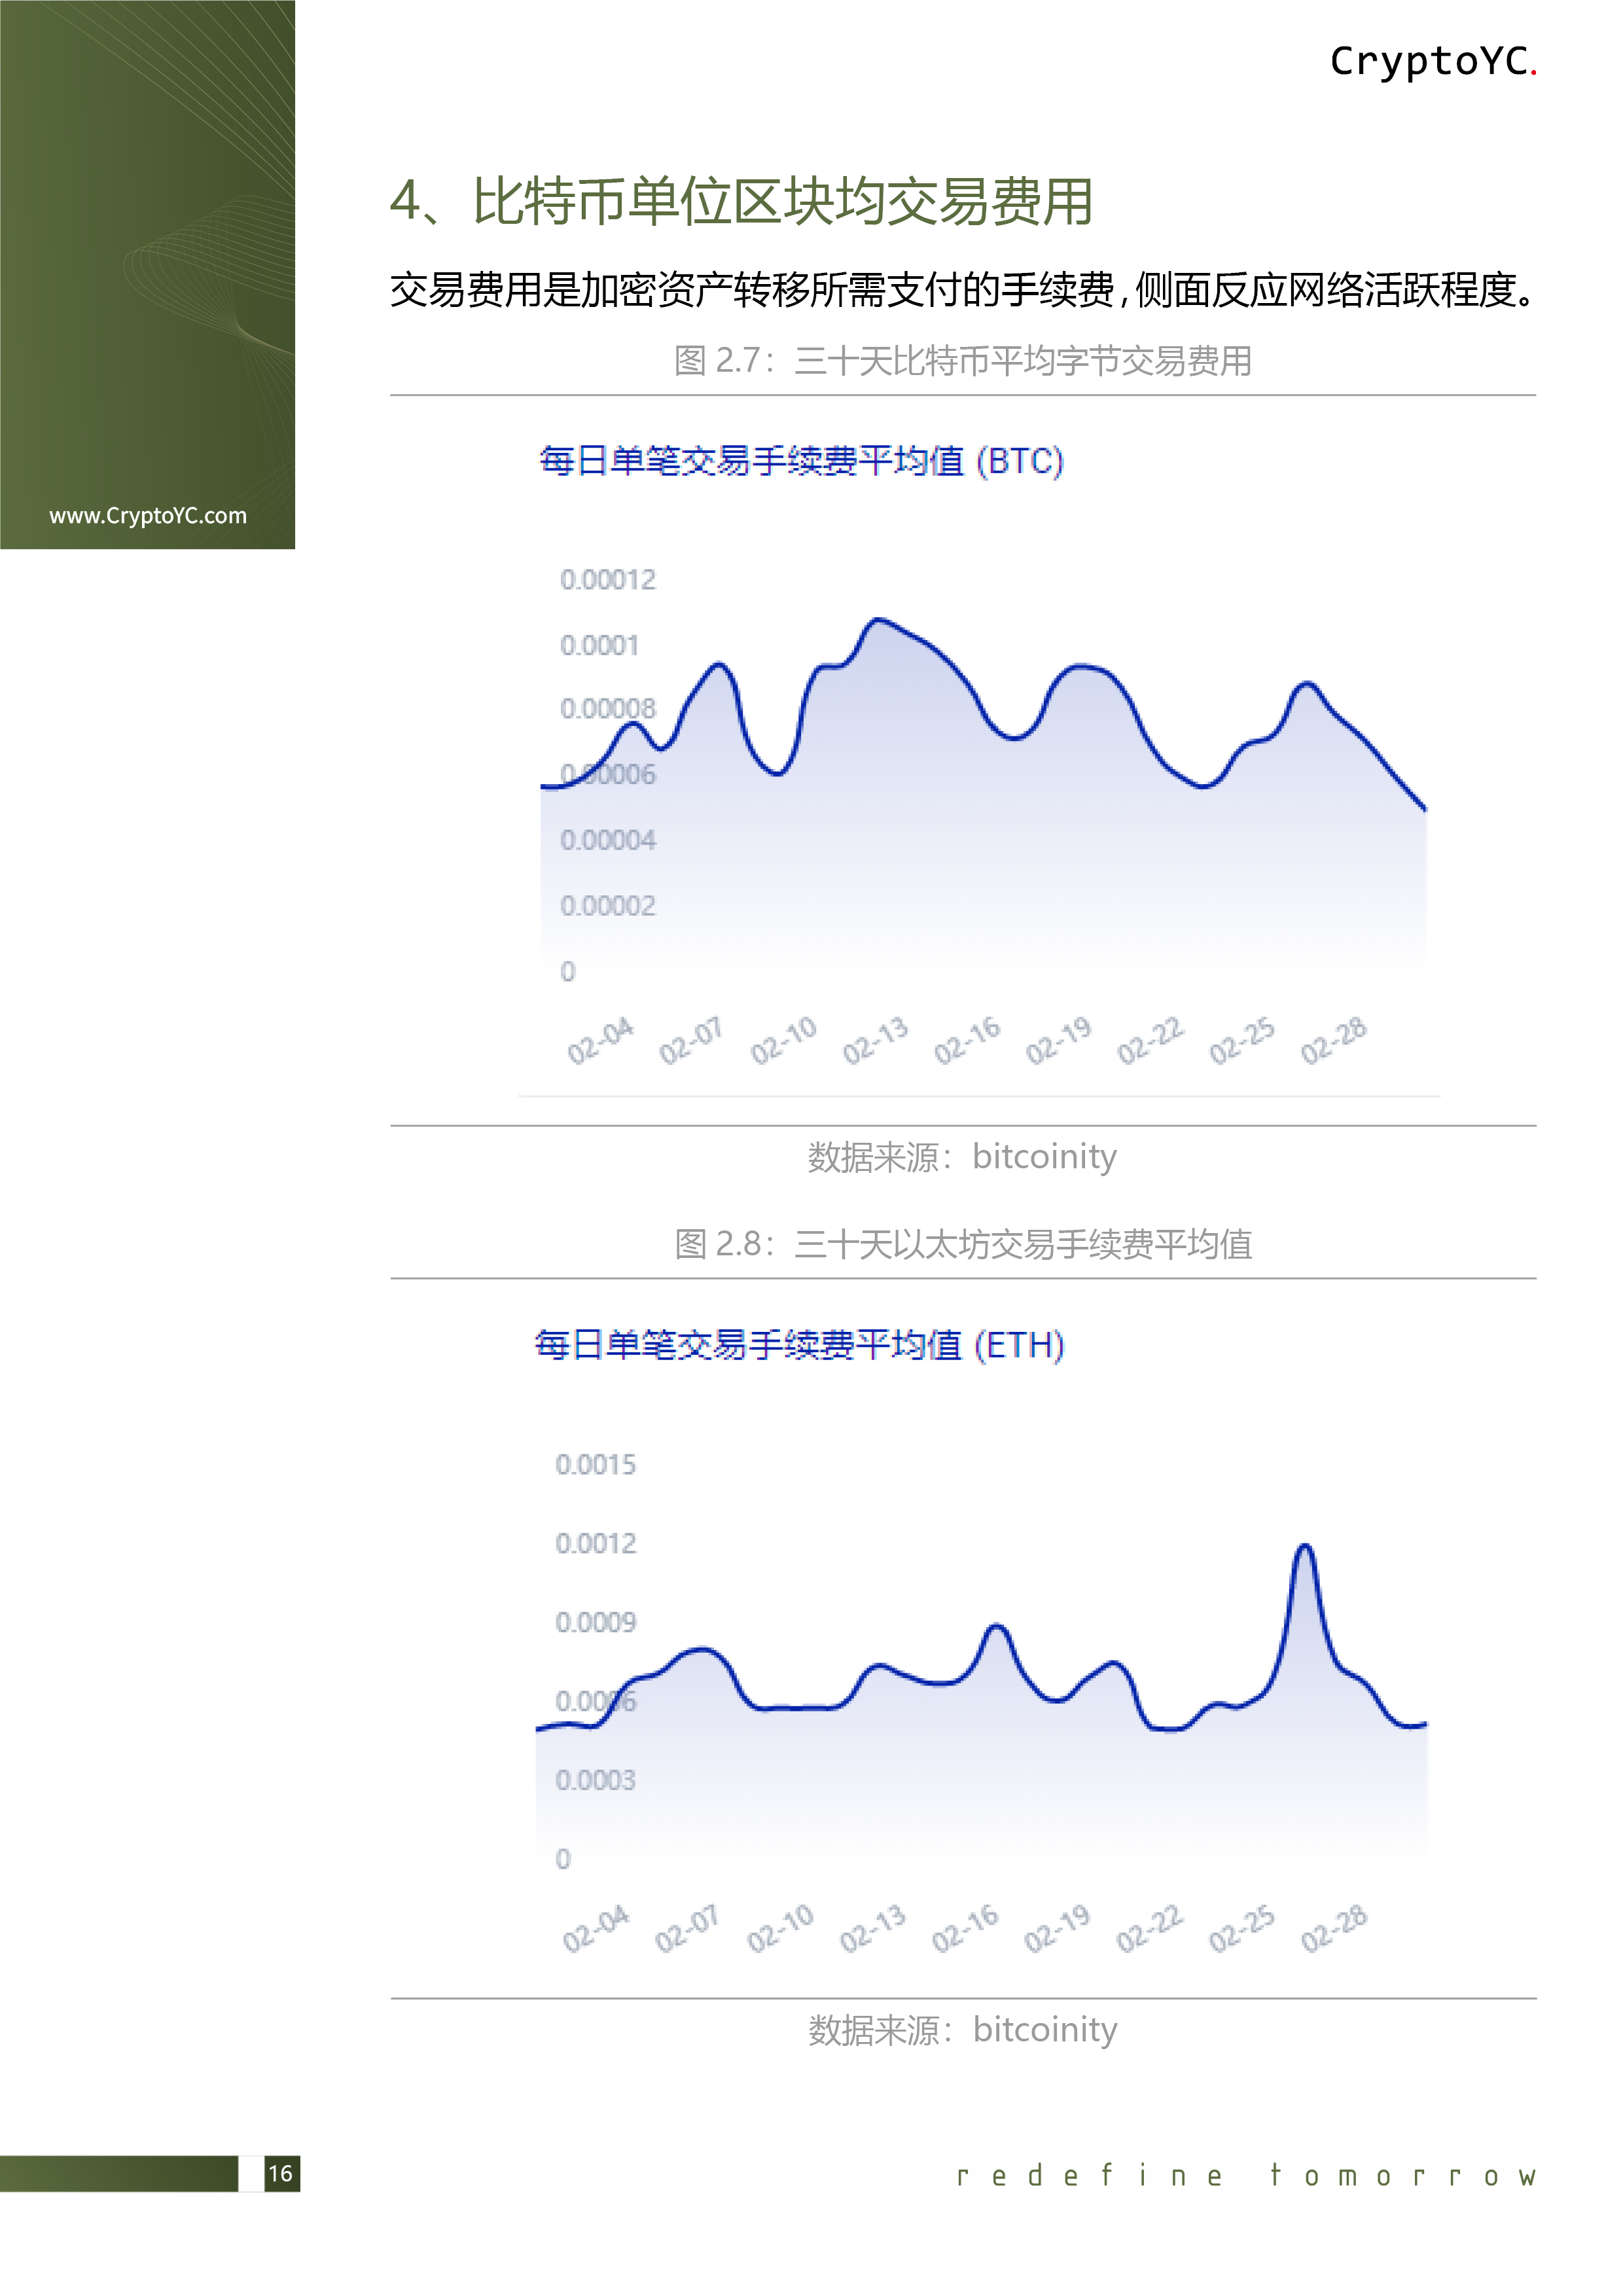 CryptoYC.
www.CryptoYC.com
4、比特币单位区块均交易费用
交易费用是加密资产转移所需支付的手续费,侧面反应网络活跃程度。
图 2.7：三十天比特币平均字节交易费用
每日单笔交易手续费平均值 (BTC)
0.00012
0.0001
0.00008
0.00006
0.00004
0.00002
0
02-04 02-07 02-10 02-13 02-16 02-19 02-22 02-25 02-28
数据来源：bitcoinity
图 2.8：三十天以太坊交易手续费平均值
每日单笔交易手续费平均值 (ETH)
0.0015
0.0012
0.0009
0.0006
0.0003
0
02-04 02-07 02-10 02-13 02-16 02-19 02-22 02-25 02-28
数据来源：bitcoinity
16
redefine tomorrow